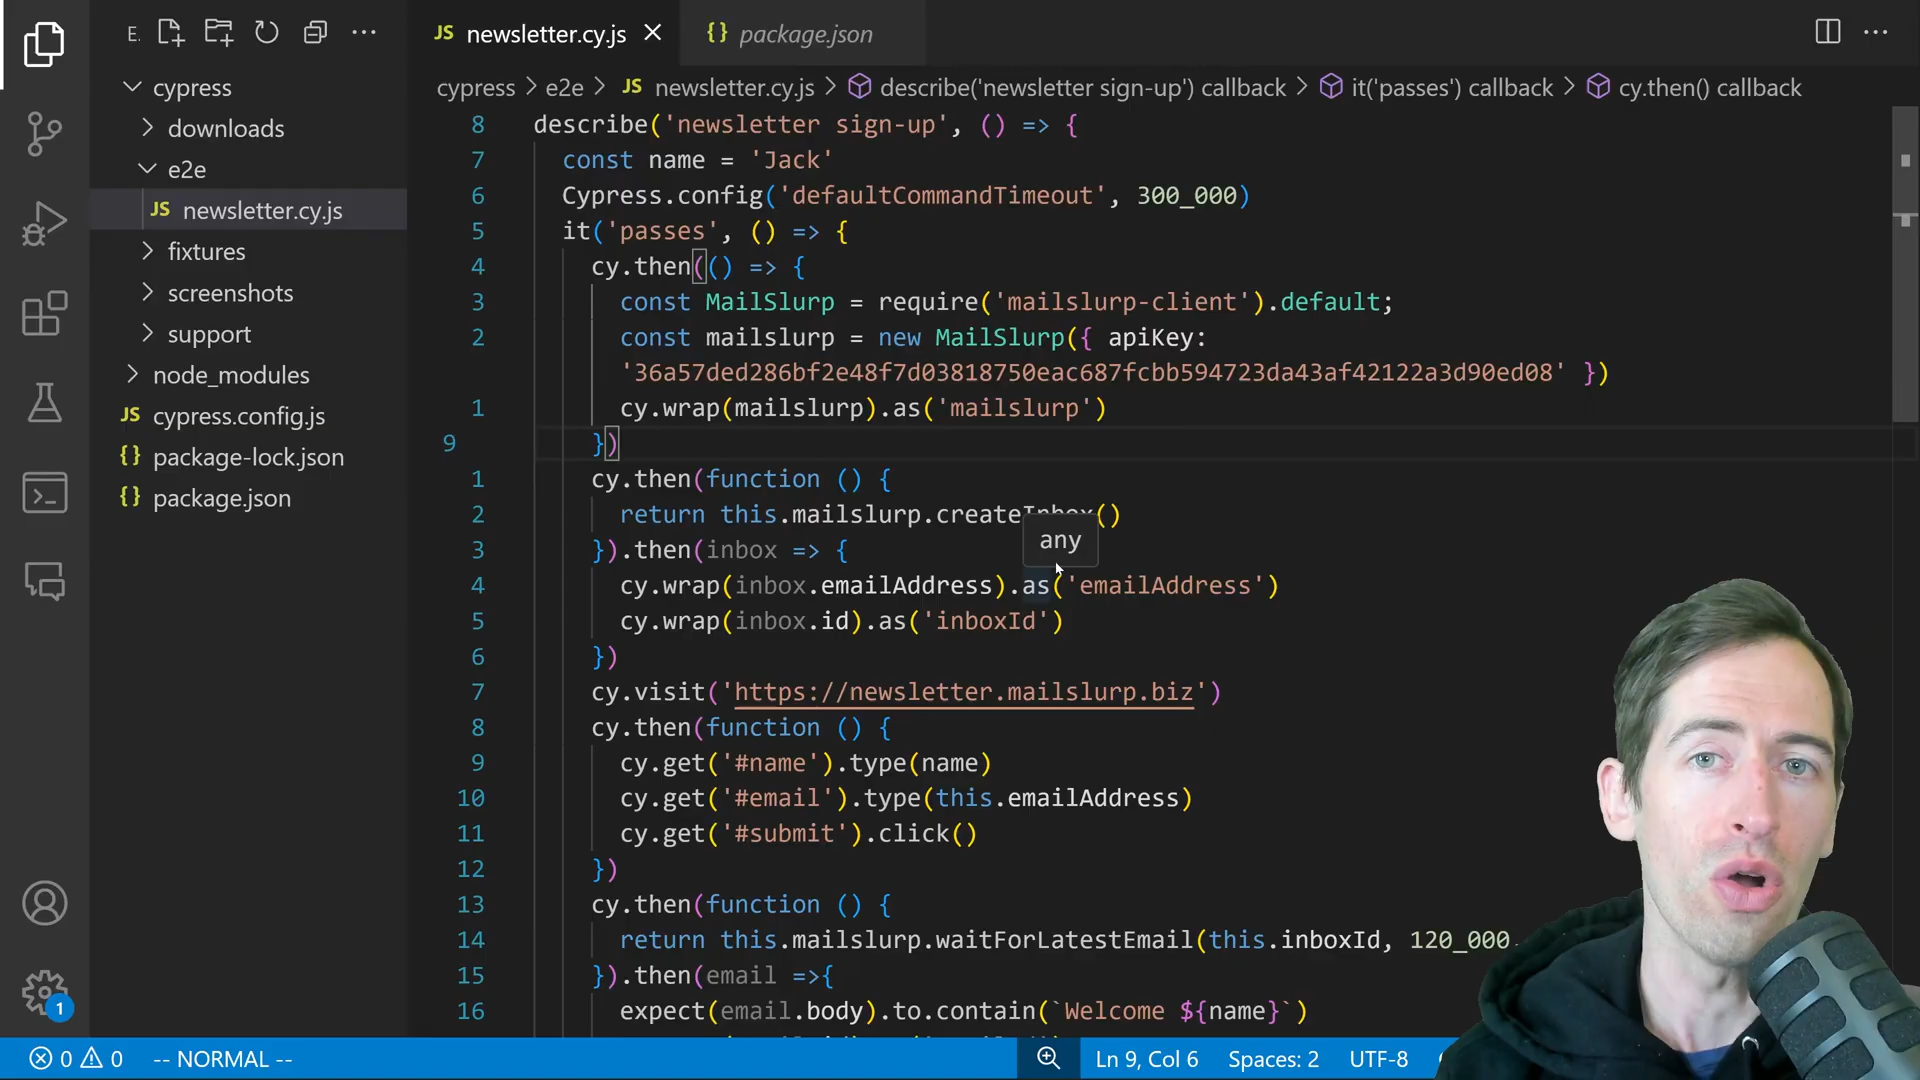 E.
JS newsletter.cy.js
{} package.json
cypress > e2e > JS newsletter.cy.js > describe('newsletter sign-up') callback > it('passes') callback > cy.then() callback
cypress
downloads
e2e
JS newsletter.cy.js
fixtures
screenshots
support
node_modules
JS cypress.config.js
{} package-lock.json
{} package.json
8 describe('newsletter sign-up', () => {
7 const name = 'Jack'
6 Cypress.config('defaultCommandTimeout', 300_000)
5 it('passes', () => {
4 cy.then(() => {
3 const MailSlurp = require('mailslurp-client').default;
2 const mailslurp = new MailSlurp({ apiKey:
'36a57ded286bf2e48f7d03818750eac687fcbb594723da43af42122a3d90ed08' })
1 cy.wrap(mailslurp).as('mailslurp')
9 })
1 cy.then(function () {
2 return this.mailslurp.createInbox()
any
3 }).then(inbox => {
4 cy.wrap(inbox.emailAddress).as('emailAddress')
5 cy.wrap(inbox.id).as('inboxId')
6 })
7 cy.visit('https://newsletter.mailslurp.biz')
8 cy.then(function () {
9 cy.get('#name').type(name)
10 cy.get('#email').type(this.emailAddress)
11 cy.get('#submit').click()
12 })
13 cy.then(function () {
14 return this.mailslurp.waitForLatestEmail(this.inboxId, 120_000
15 }).then(email =>{
16 expect(email.body).to.contain(`Welcome ${name}`)
1
0 0 -- NORMAL -- Ln 9, Col 6 Spaces: 2 UTF-8